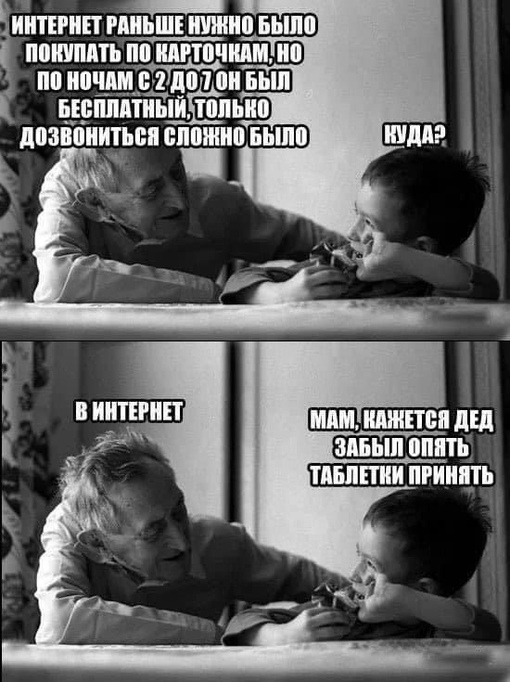 ИНТЕРНЕТ РАНЬШЕ НУЖНО БЫЛО
ПОКУПАТЬ ПО КАРТОЧКАМ, НО
ПО НОЧАМ С 2 ДО 7 ОН БЫЛ
БЕСПЛАТНЫЙ, ТОЛЬКО
ДОЗВОНИТЬСЯ СЛОЖНО БЫЛО
КУДА?
В ИНТЕРНЕТ
МАМ, КАЖЕТСЯ ДЕД
ЗАБЫЛ ОПЯТЬ
ТАБЛЕТКИ ПРИНЯТЬ